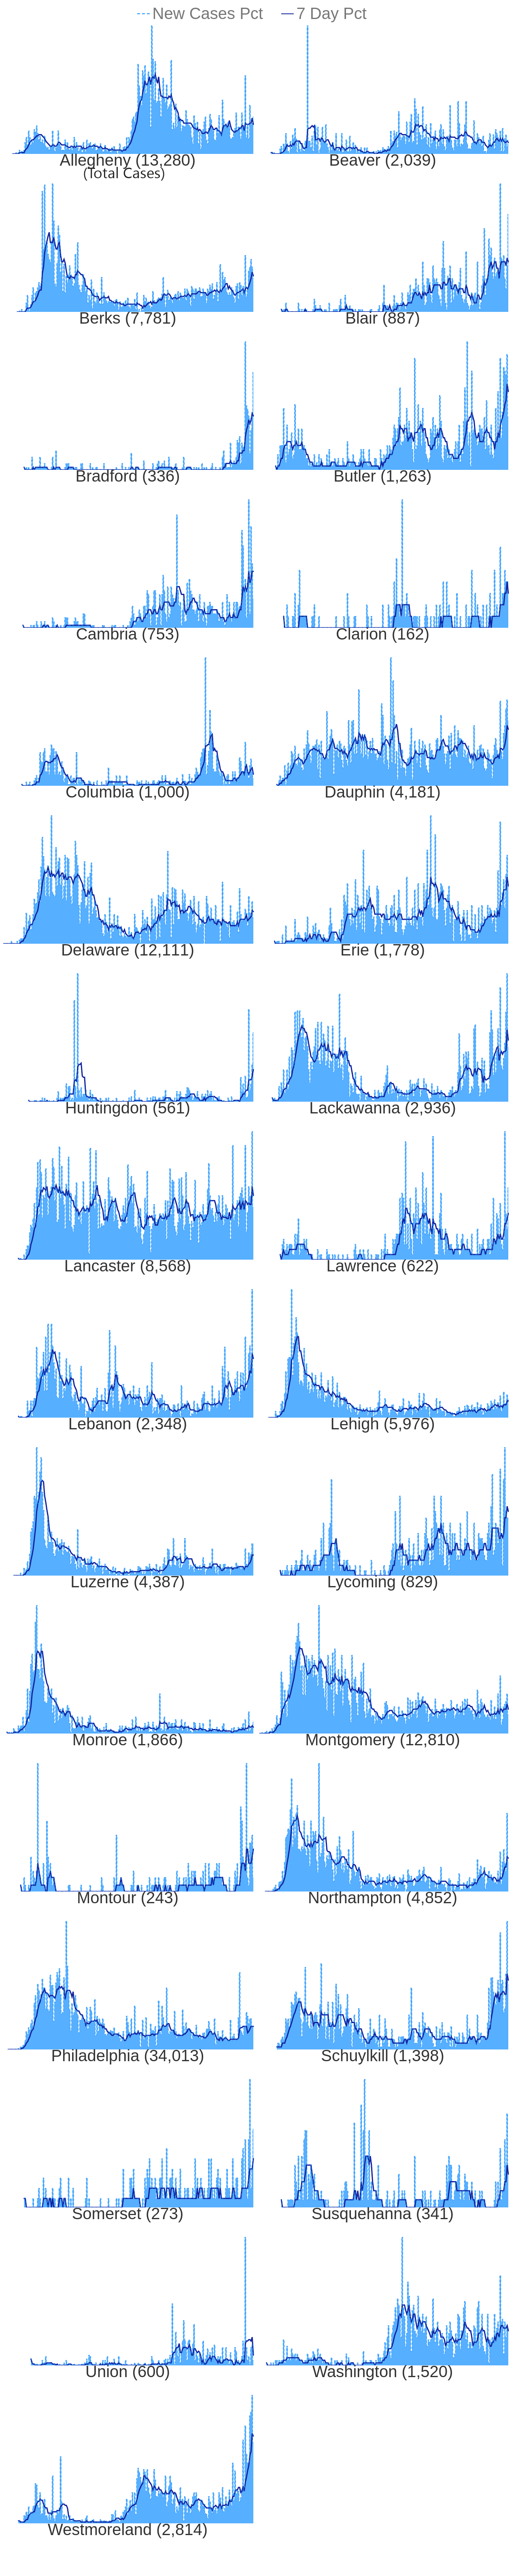 New Cases Pct 7 Day Pct
Allegheny (13,280) Beaver (2,039)
(Total Cases)
Berks (7,781) Blair (887)
Bradford (336) Butler (1,263)
Cambria (753) Clarion (162)
Columbia (1,000) Dauphin (4,181)
Delaware (12,111) Erie (1,778)
Huntingdon (561) Lackawanna (2,936)
Lancaster (8,568) Lawrence (622)
Lebanon (2,348) Lehigh (5,976)
Luzerne (4,387) Lycoming (829)
Monroe (1,866) Montgomery (12,810)
Montour (243) Northampton (4,852)
Philadelphia (34,013) Schuylkill (1,398)
Somerset (273) Susquehanna (341)
Union (600) Washington (1,520)
Westmoreland (2,814)